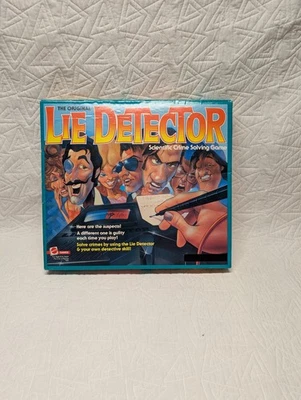 THE ORIGINAL
LIE DETECTOR
Scientific Crime Solving Game
Here are the suspects!
A different one is guilty
each time you play!
Solve crimes by using the Lie Detector
& your own detective skill!